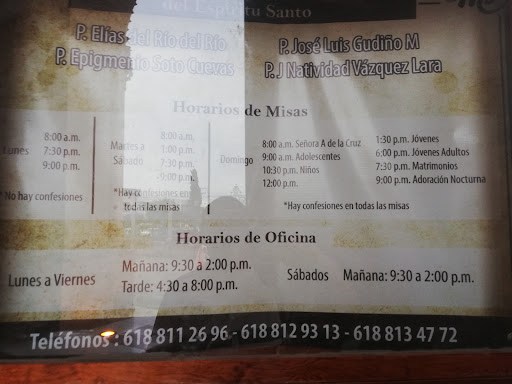 del Espíritu Santo
P. Elías del Rio del Río
P. Epigmenio Soto Cuevas
P. José Luis Gudiño M
P. J Natividad Vázquez Lara
Horarios de Misas
Lunes
8:00 a.m.
7:30 p.m.
9:00 p.m.
* No hay confesiones
Martes a
Sábado
8:00 a.m.
1:00 p.m.
7:30 p.m.
9:00 p.m.
*Hay confesiones en
todas las misas
Domingo
8:00 a.m. Señora A de la Cruz
9:00 a.m. Adolescentes
10:30 p.m. Niños
12:00 p.m.
1:30 p.m. Jóvenes
6:00 p.m. Jóvenes Adultos
7:30 p.m. Matrimonios
9:00 p.m. Adoración Nocturna
*Hay confesiones en todas las misas
Horarios de Oficina
Lunes a Viernes
Mañana: 9:30 a 2:00 p.m.
Tarde: 4:30 a 8:00 p.m.
Sábados
Mañana: 9:30 a 2:00 p.m.
Teléfonos : 618 811 26 96 - 618 812 93 13 - 618 813 47 72